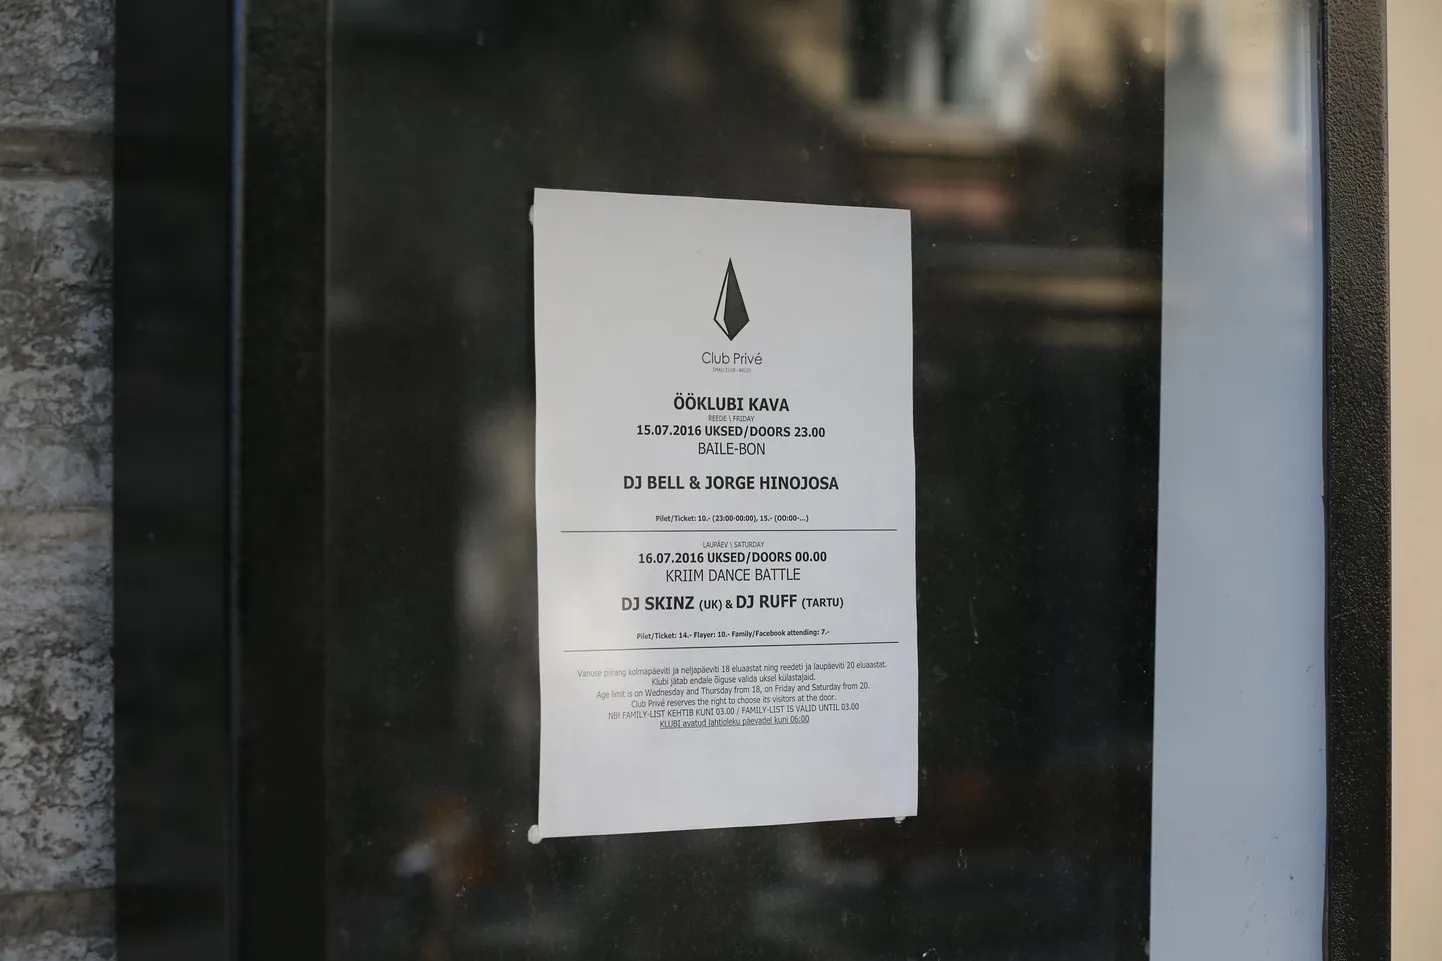 Club Privé
SMALL CLUB - BIG DJ
ÖÖKLUBI KAVA
REEDE \ FRIDAY
15.07.2016 UKSED/DOORS 23.00
BAILE-BON
DJ BELL & JORGE HINOJOSA
Pilet/Ticket: 10.- (23:00-00:00), 15.- (00:00-...)
LAUPÄEV \ SATURDAY
16.07.2016 UKSED/DOORS 00.00
KRIIM DANCE BATTLE
DJ SKINZ (UK) & DJ RUFF (TARTU)
Pilet/Ticket: 14.- Flayer: 10.- Family/Facebook attending: 7.-
Vanuse piirang kolmapäeviti ja neljapäeviti 18 eluaastat ning reedeti ja laupäeviti 20 eluaastat.
Klubi jätab endale õiguse valida uksel külastajaid.
Age limit is on Wednesday and Thursday from 18, on Friday and Saturday from 20.
Club Privé reserves the right to choose its visitors at the door.
NB! FAMILY-LIST KEHTIB KUNI 03.00 / FAMILY-LIST IS VALID UNTIL 03.00
KLUBI avatud lahtioleku päevadel kuni 06:00